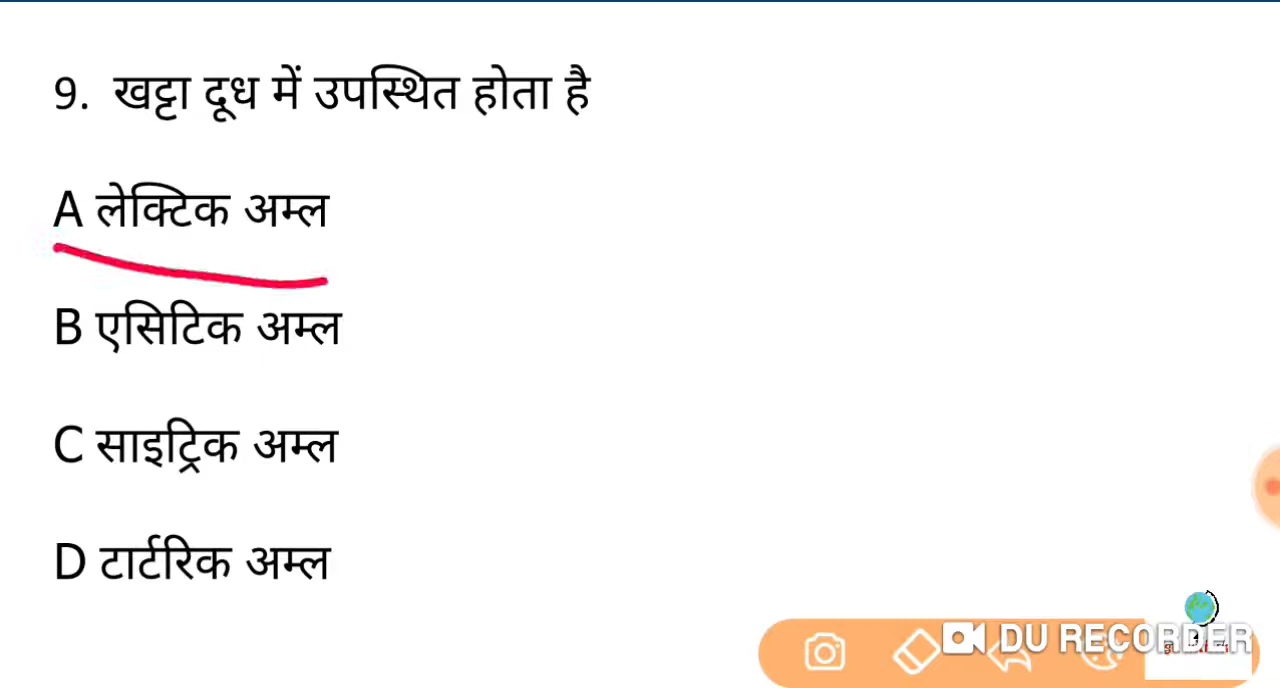 9. खट्टा दूध में उपस्थित होता है
A लेक्टिक अम्ल
B एसिटिक अम्ल
C साइट्रिक अम्ल
D टार्टरिक अम्ल
DU RECORDER